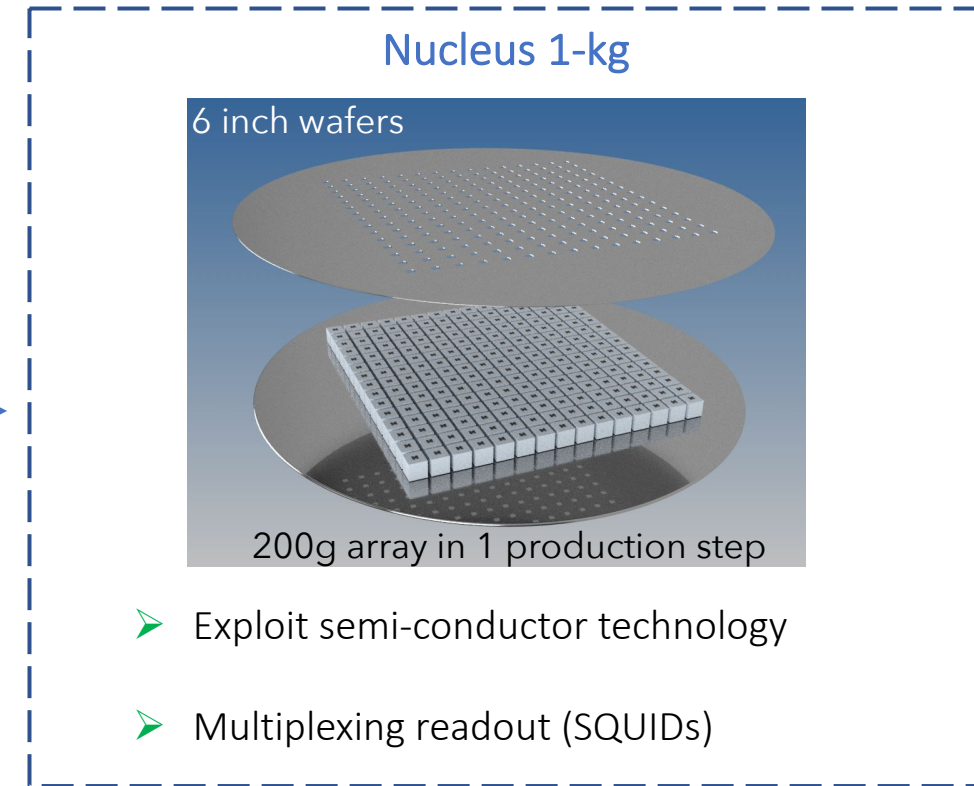 Nucleus 1-kg
6 inch wafers
200g array in 1 production step
Exploit semi-conductor technology
Multiplexing readout (SQUIDs)